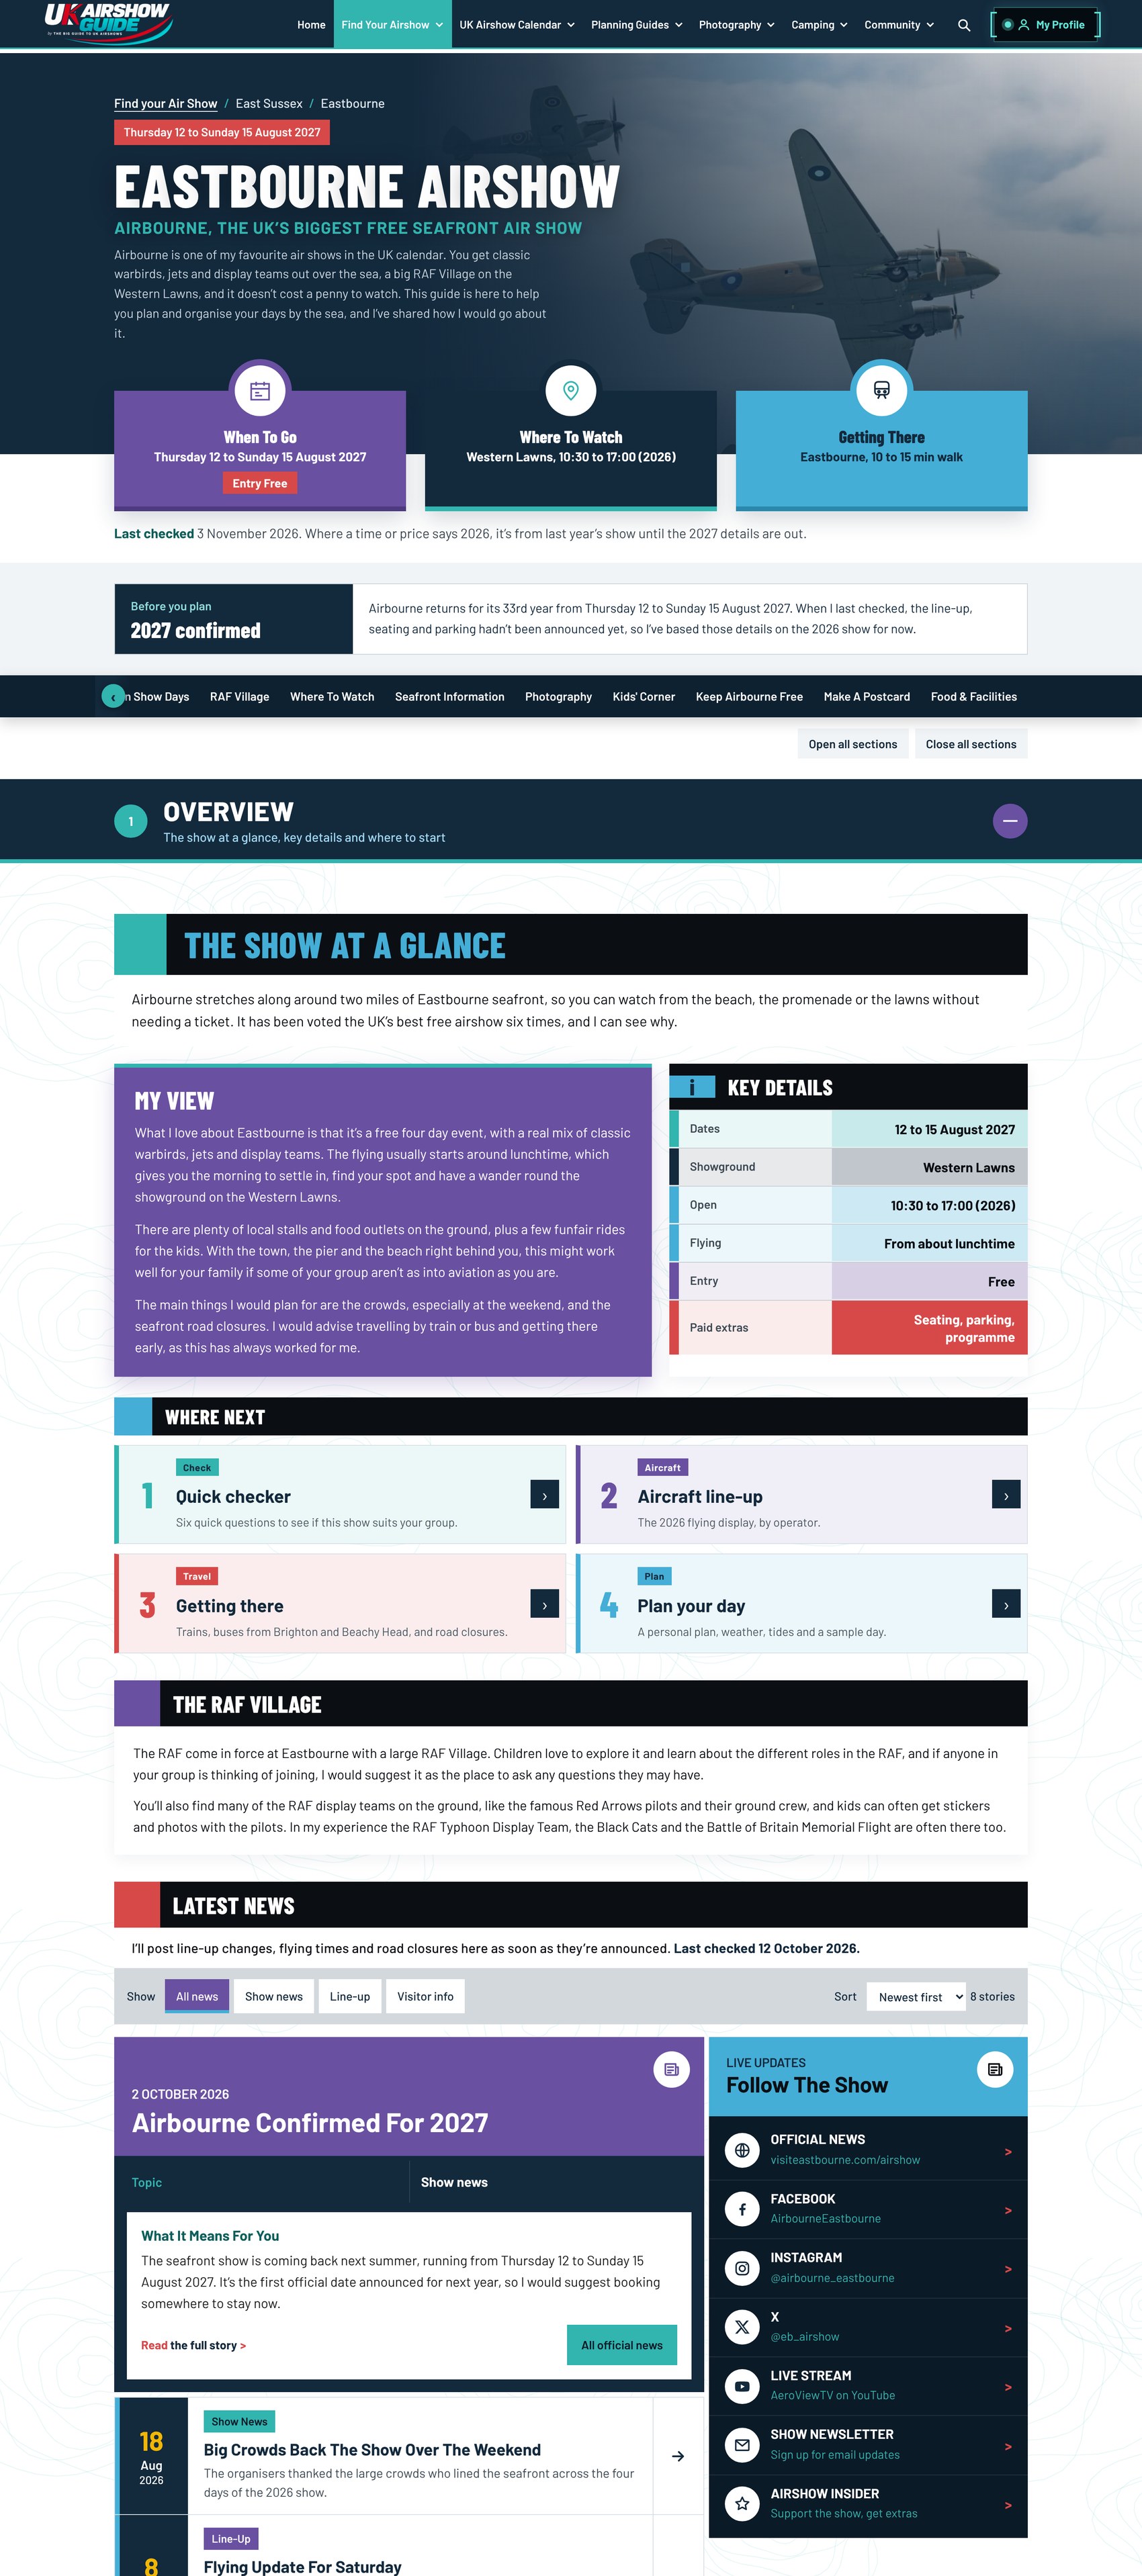 UK AIRSHOW
GUIDE
by THE BIG GUIDE TO UK AIRSHOWS
Home
Find Your Airshow
UK Airshow Calendar
Planning Guides
Photography
Camping
Community
My Profile
Find your Air Show / East Sussex / Eastbourne
Thursday 12 to Sunday 15 August 2027
EASTBOURNE AIRSHOW
AIRBOURNE, THE UK'S BIGGEST FREE SEAFRONT AIR SHOW
Airbourne is one of my favourite air shows in the UK calendar. You get classic
warbirds, jets and display teams out over the sea, a big RAF Village on the
Western Lawns, and it doesn't cost a penny to watch. This guide is here to help
you plan and organise your days by the sea, and I've shared how I would go about
it.
When To Go
Thursday 12 to Sunday 15 August 2027
Entry Free
Where To Watch
Western Lawns, 10:30 to 17:00 (2026)
Getting There
Eastbourne, 10 to 15 min walk
Last checked 3 November 2026. Where a time or price says 2026, it's from last year's show until the 2027 details are out.
Before you plan
2027 confirmed
Airbourne returns for its 33rd year from Thursday 12 to Sunday 15 August 2027. When I last checked, the line-up,
seating and parking hadn't been announced yet, so I've based those details on the 2026 show for now.
‹
n Show Days
RAF Village
Where To Watch
Seafront Information
Photography
Kids' Corner
Keep Airbourne Free
Make A Postcard
Food & Facilities
Open all sections
Close all sections
1
OVERVIEW
The show at a glance, key details and where to start
THE SHOW AT A GLANCE
Airbourne stretches along around two miles of Eastbourne seafront, so you can watch from the beach, the promenade or the lawns without
needing a ticket. It has been voted the UK's best free airshow six times, and I can see why.
MY VIEW
What I love about Eastbourne is that it's a free four day event, with a real mix of classic
warbirds, jets and display teams. The flying usually starts around lunchtime, which
gives you the morning to settle in, find your spot and have a wander round the
showground on the Western Lawns.
There are plenty of local stalls and food outlets on the ground, plus a few funfair rides
for the kids. With the town, the pier and the beach right behind you, this might work
well for your family if some of your group aren't as into aviation as you are.
The main things I would plan for are the crowds, especially at the weekend, and the
seafront road closures. I would advise travelling by train or bus and getting there
early, as this has always worked for me.
i KEY DETAILS
Dates 12 to 15 August 2027
Showground Western Lawns
Open 10:30 to 17:00 (2026)
Flying From about lunchtime
Entry Free
Paid extras Seating, parking,
programme
WHERE NEXT
1
Check
Quick checker
Six quick questions to see if this show suits your group.
›
2
Aircraft
Aircraft line-up
The 2026 flying display, by operator.
›
3
Travel
Getting there
Trains, buses from Brighton and Beachy Head, and road closures.
›
4
Plan
Plan your day
A personal plan, weather, tides and a sample day.
›
THE RAF VILLAGE
The RAF come in force at Eastbourne with a large RAF Village. Children love to explore it and learn about the different roles in the RAF, and if anyone in
your group is thinking of joining, I would suggest it as the place to ask any questions they may have.
You'll also find many of the RAF display teams on the ground, like the famous Red Arrows pilots and their ground crew, and kids can often get stickers
and photos with the pilots. In my experience the RAF Typhoon Display Team, the Black Cats and the Battle of Britain Memorial Flight are often there too.
LATEST NEWS
I'll post line-up changes, flying times and road closures here as soon as they're announced. Last checked 12 October 2026.
Show
All news
Show news
Line-up
Visitor info
Sort
Newest first
8 stories
2 OCTOBER 2026
Airbourne Confirmed For 2027
Topic
Show news
What It Means For You
The seafront show is coming back next summer, running from Thursday 12 to Sunday 15
August 2027. It's the first official date announced for next year, so I would suggest booking
somewhere to stay now.
Read the full story >
All official news
18
Aug
2026
Show News
Big Crowds Back The Show Over The Weekend
The organisers thanked the large crowds who lined the seafront across the four
days of the 2026 show.
8
Line-Up
Flying Update For Saturday
LIVE UPDATES
Follow The Show
OFFICIAL NEWS
visiteastbourne.com/airshow
>
FACEBOOK
AirbourneEastbourne
>
INSTAGRAM
@airbourne_eastbourne
>
X
@eb_airshow
>
LIVE STREAM
AeroViewTV on YouTube
>
SHOW NEWSLETTER
Sign up for email updates
>
AIRSHOW INSIDER
Support the show, get extras
>